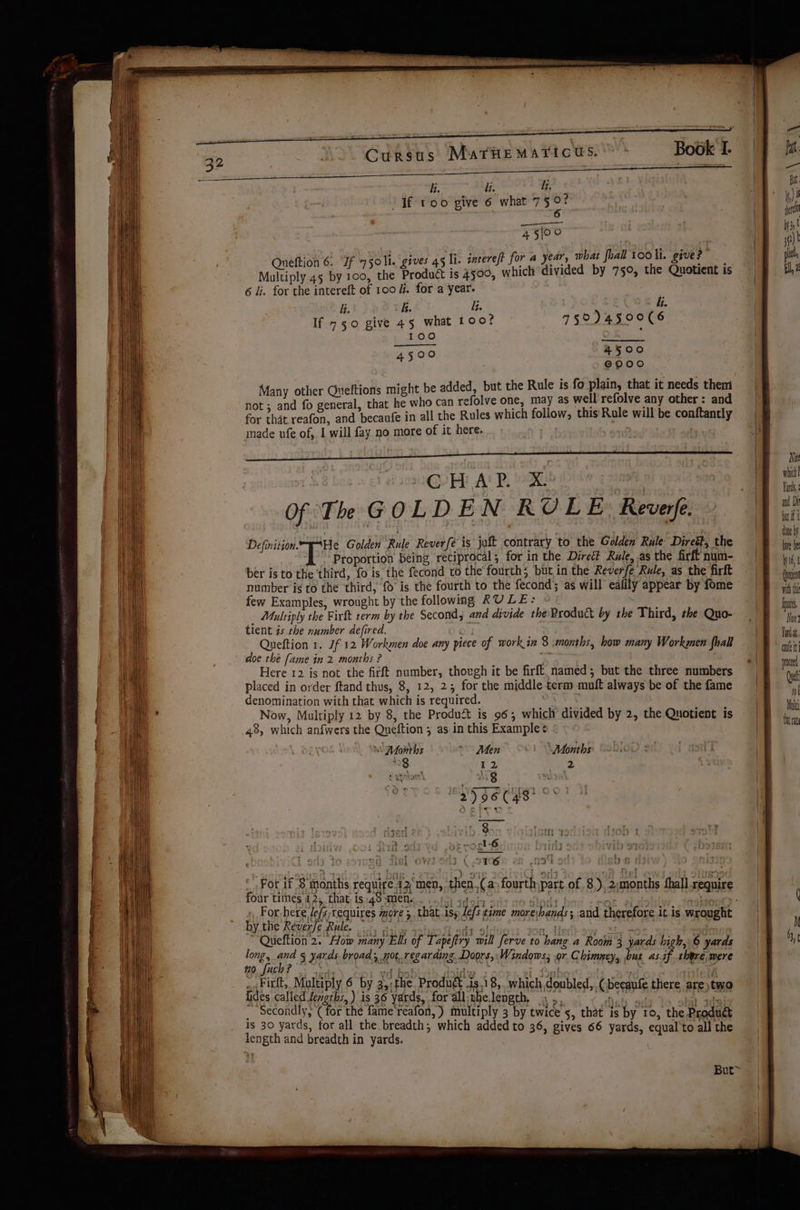 32 Cursus Mathematicus. Book I.
li. li. li.
If 100 give 6 what 750?
6
45|00
Queſtion 6. If 750 li. gives 45 li. intereſt for a year, what ſhall 100 li. give?
Multiply 45 by 100, the Product is 4500, which divided by 750, the Quotient is
6 li. for the intereſt of 100 li. for a year.
li. li. li. li.
If 750 give 45 what 100? 750)4500(6
100
4500 4500
0000
Many other Queſtions might be added, but the Rule is ſo plain, that it needs them
not; and ſo general, that he who can reſolve one, may as well reſolve any other: and
for that reaſon, and becauſe in all the Rules which follow, this Rule will be conſtantly
made uſe of, I will ſay no more of it here.
CHAP. X.
Of The GOLDEN RULE Reverſe.
Definition. THe Golden Rule Reverſe is juſt contrary to the Golden Rule Direct, the
Proportion being reciprocal; for in the Direct Rule, as the firſt num-
ber is to the third, ſo is the ſecond to the fourth; but in the Reverſe Rule, as the firſt
number is to the third, ſo is the fourth to the ſecond; as will eaſily appear by ſome
few Examples, wrought by the following RULE:
Multiply the Firſt term by the Second, and divide the Product by the Third, the Quo-
tient is the number deſired.
Queſtion 1. If 12 Workmen doe any piece of work in 8 months, how many Workmen ſhall
doe the ſame in 2 months?
Here 12 is not the firſt number, though it be firſt named; but the three numbers
placed in order ſtand thus, 8, 12, 2; for the middle term muſt always be of the ſame
denomination with that which is required.
Now, Multiply 12 by 8, the Product is 96; which divided by 2, the Quotient is
48, which anſwers the Queſtion; as in this Example:
Months Men Months
8 12 2
8
2)96(48
8
16
16
For if 8 months require 12 men, then (a fourth part of 8) 2 months ſhall require
four times 12, that is 48 men.
For here leſs requires more; that is, leſs time more hands; and therefore it is wrought
by the Reverſe Rule.
Queſtion 2. How many Ells of Tapeſtry will ſerve to hang a Room 3 yards high, 6 yards
long, and 5 yards broad; not regarding Doors, Windows, or Chimney, but as if there were
no ſuch?
Firſt, Multiply 6 by 3, the Product is 18, which doubled, (becauſe there are two
ſides called lengths,) is 36 yards, for all the length.
Secondly, (for the ſame reaſon,) multiply 3 by twice 5, that is by 10, the Product
is 30 yards, for all the breadth; which added to 36, gives 66 yards, equal to all the
length and breadth in yards.
But